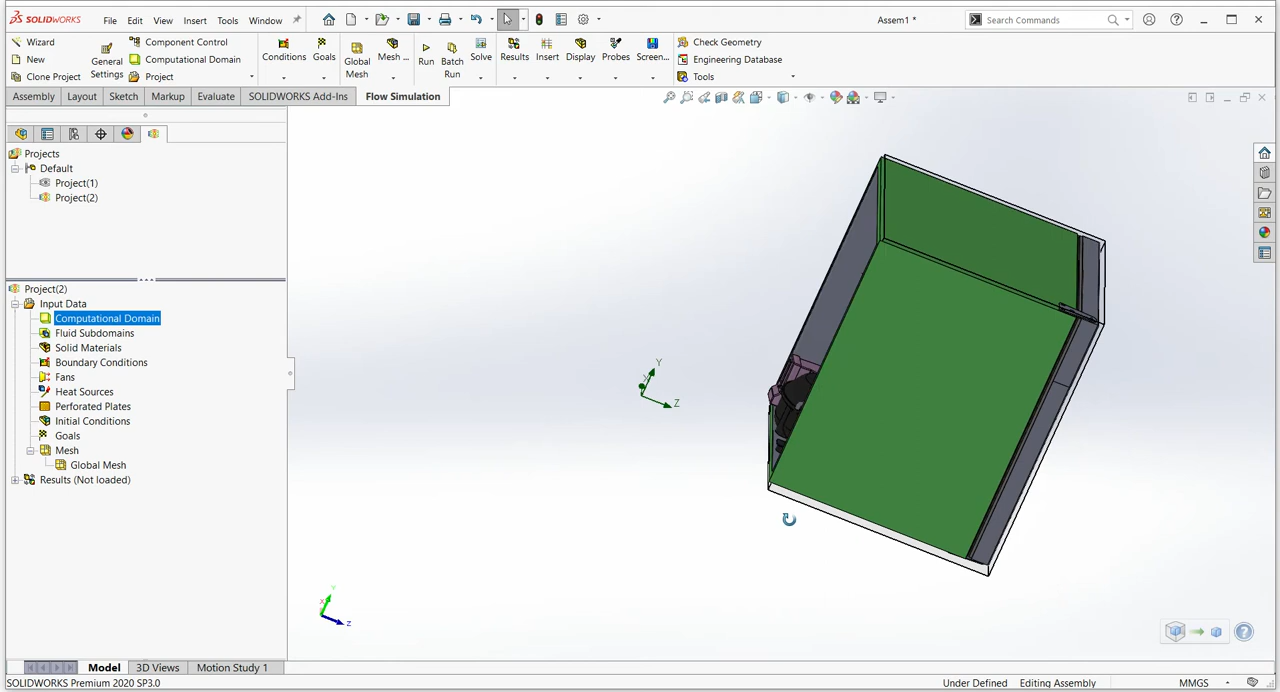 SOLIDWORKS File Edit View Insert Tools Window Assem1 * Search Commands
Wizard
New
Clone Project
General Settings
Component Control
Computational Domain
Project
Conditions
Goals
Global Mesh
Mesh ...
Run
Batch Run
Solve
Results
Insert
Display
Probes
Screen...
Check Geometry
Engineering Database
Tools
Assembly Layout Sketch Markup Evaluate SOLIDWORKS Add-Ins Flow Simulation
Projects
Default
Project(1)
Project(2)
Project(2)
Input Data
Computational Domain
Fluid Subdomains
Solid Materials
Boundary Conditions
Fans
Heat Sources
Perforated Plates
Initial Conditions
Goals
Mesh
Global Mesh
Results (Not loaded)
Y
Z
Z
Model 3D Views Motion Study 1
SOLIDWORKS Premium 2020 SP3.0 Under Defined Editing Assembly MMGS